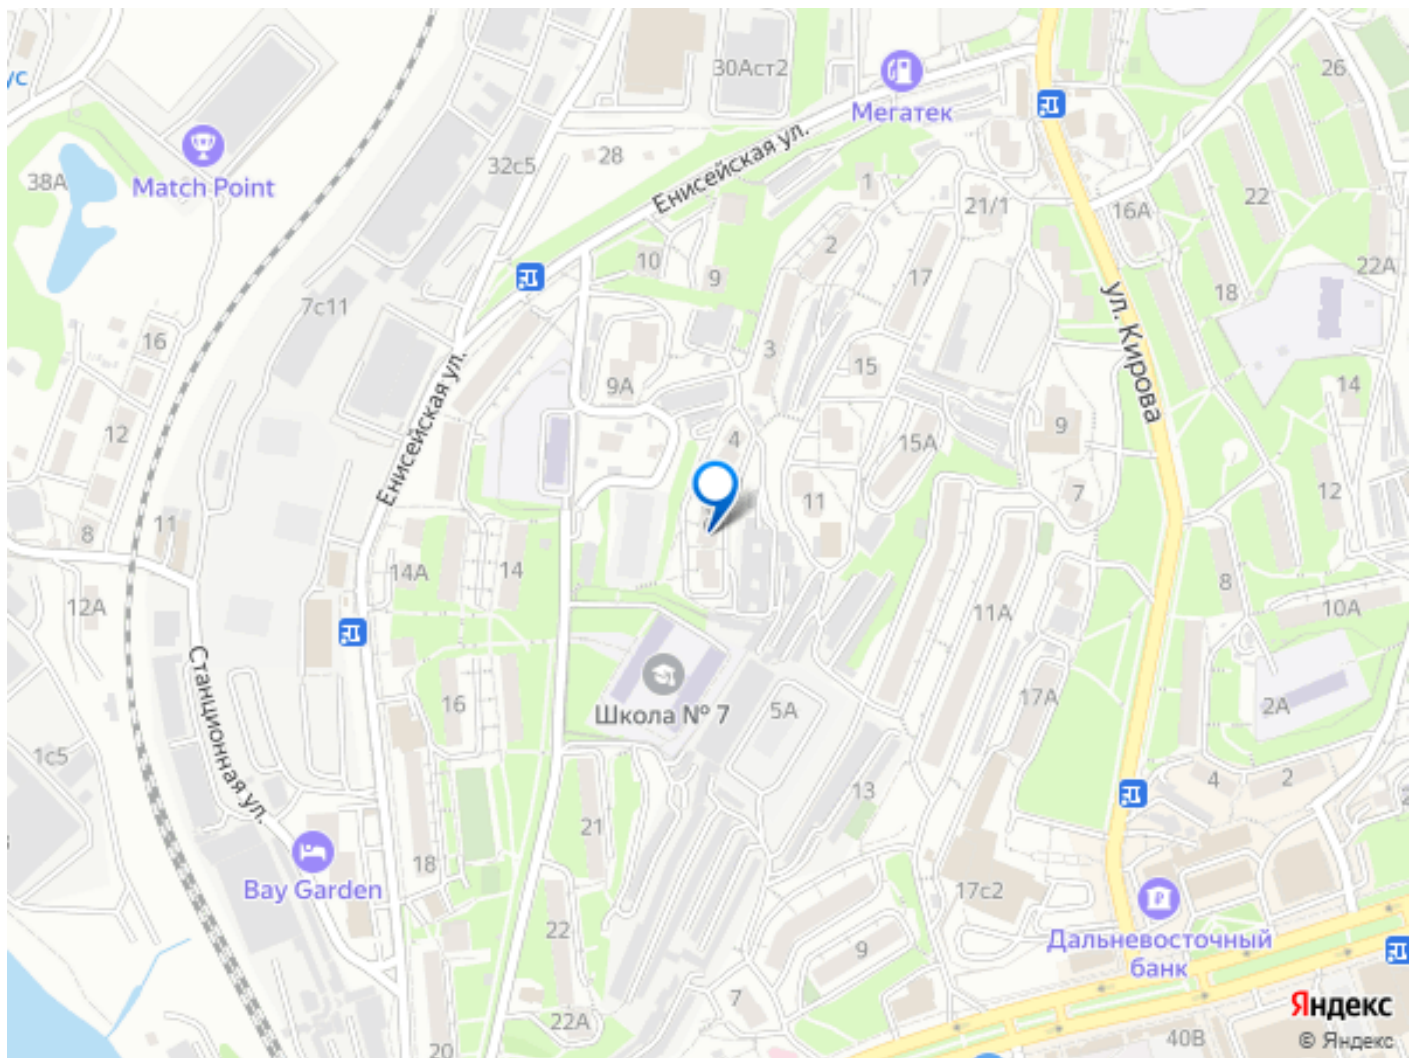 ус
30Аст2
26
Мегатек
28
32с5
Енисейская ул.
38А
Match Point
1
21/1
16А
22
2
17
10
9
22А
18
7с11
16
ул. Кирова
3
15
9А
14
Енисейская ул.
12
4
15А
9
11
7
12
11
8
14А
14
8
12А
11А
10А
Станционная ул.
16
Школа № 7
5А
17А
2А
1с5
4
2
13
21
18
Bay Garden
17с2
22
9
Дальневосточный
банк
7
22А
20
40В
Яндекс
© Яндекс